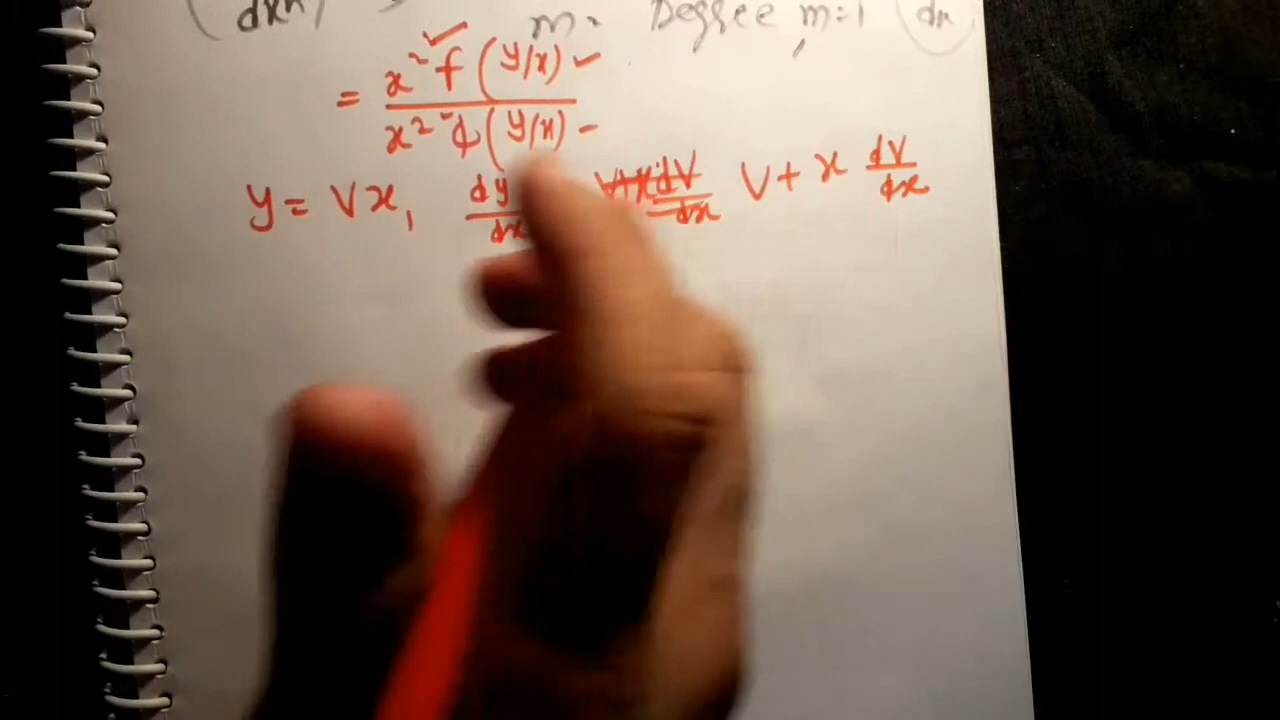 m= Degree, m=1
= x² f (y/x) / x² φ (y/x)
y = Vx, dy/dx V + x dV/dx